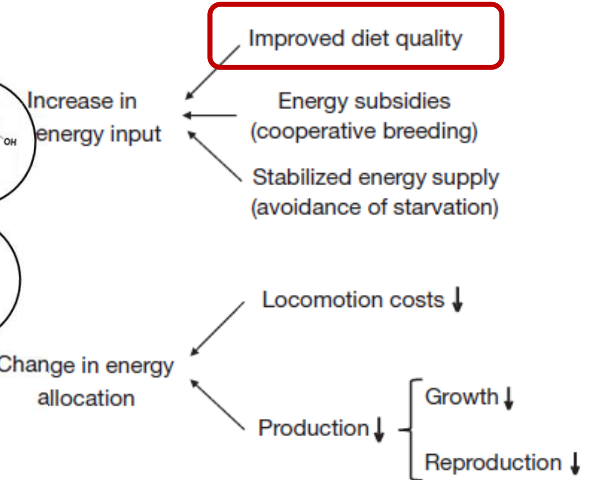 Improved diet quality
Increase in
energy input
OH
Energy subsidies
(cooperative breeding)
Stabilized energy supply
(avoidance of starvation)
Locomotion costs
Change in energy
allocation
Production
Growth
Reproduction